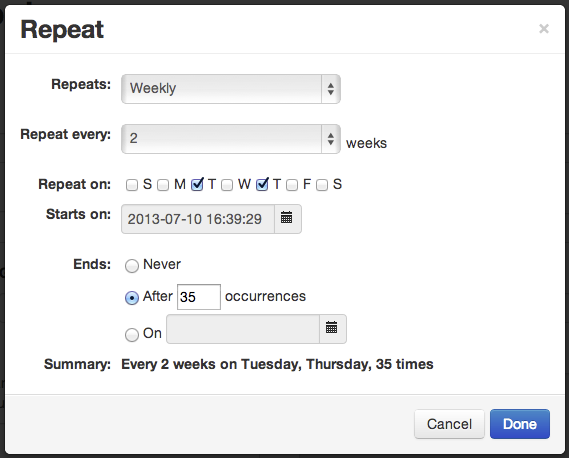 Repeat ×
Repeats: Weekly
Repeat every: 2 weeks
Repeat on: S M T W T F S
Starts on: 2013-07-10 16:39:29
Ends: Never
After 35 occurrences
On
Summary: Every 2 weeks on Tuesday, Thursday, 35 times
Cancel Done